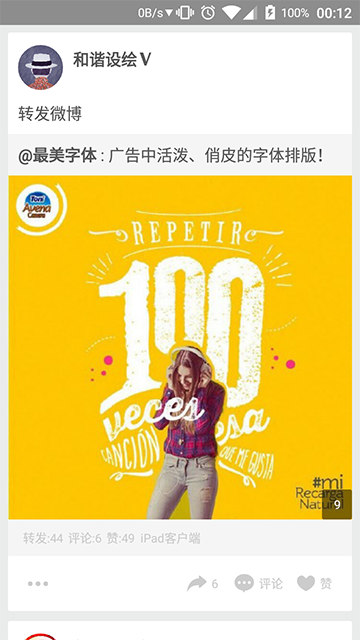 0B/s 100% 00:12
和谐设绘V
转发微博
@最美字体 : 广告中活泼、俏皮的字体排版！
Toni
Avena
Casera
REPETIR
100
veces esa
CANCIÓN QUE ME GUSTA
#mi
Recarga
Natur
9
转发:44 评论:6 赞:49 iPad客户端
6 评论 赞